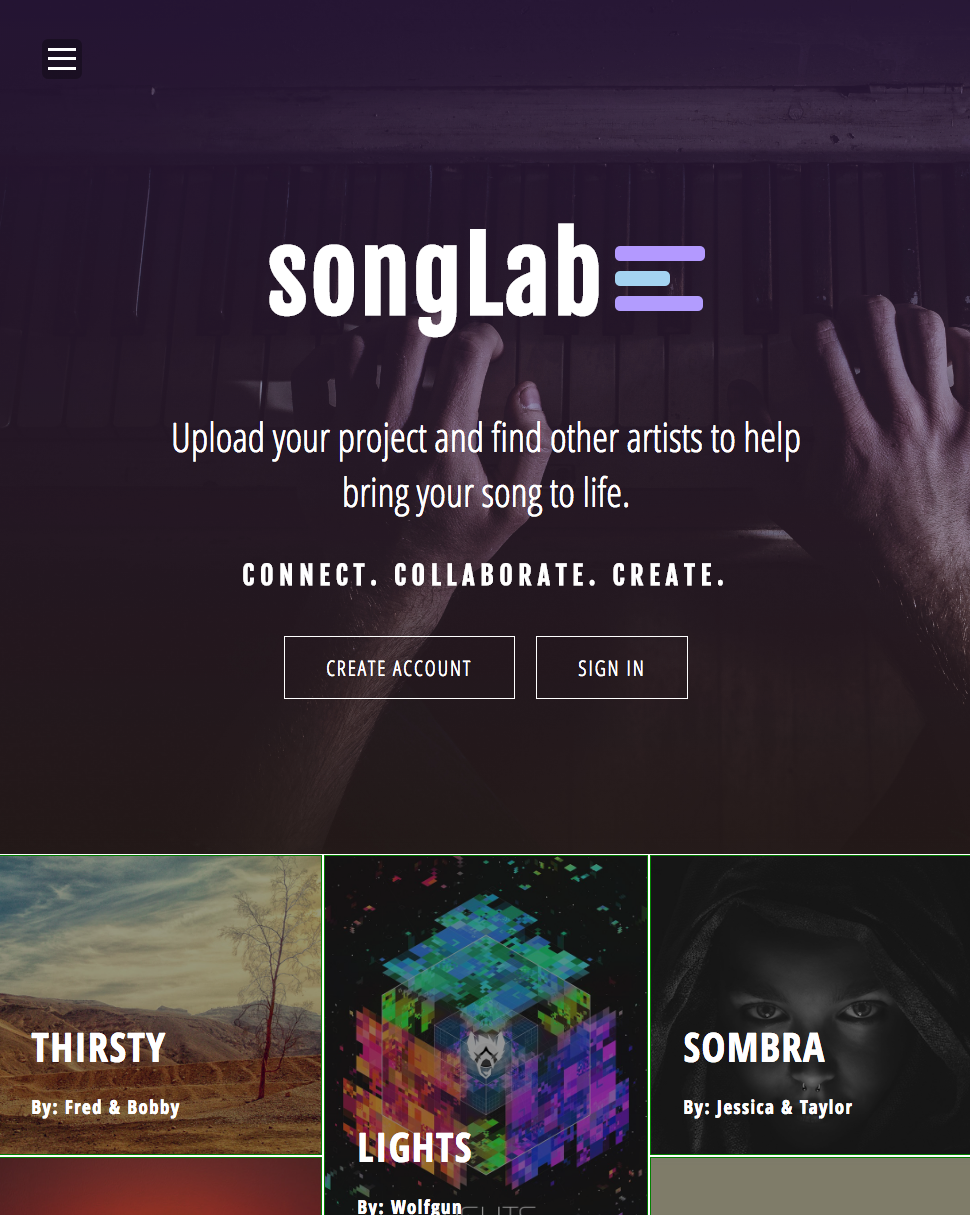 songLab
Upload your project and find other artists to help
bring your song to life.
CONNECT. COLLABORATE. CREATE.
CREATE ACCOUNT
SIGN IN
THIRSTY
By: Fred & Bobby
LIGHTS
By: Wolfgun
SOMBRA
By: Jessica & Taylor